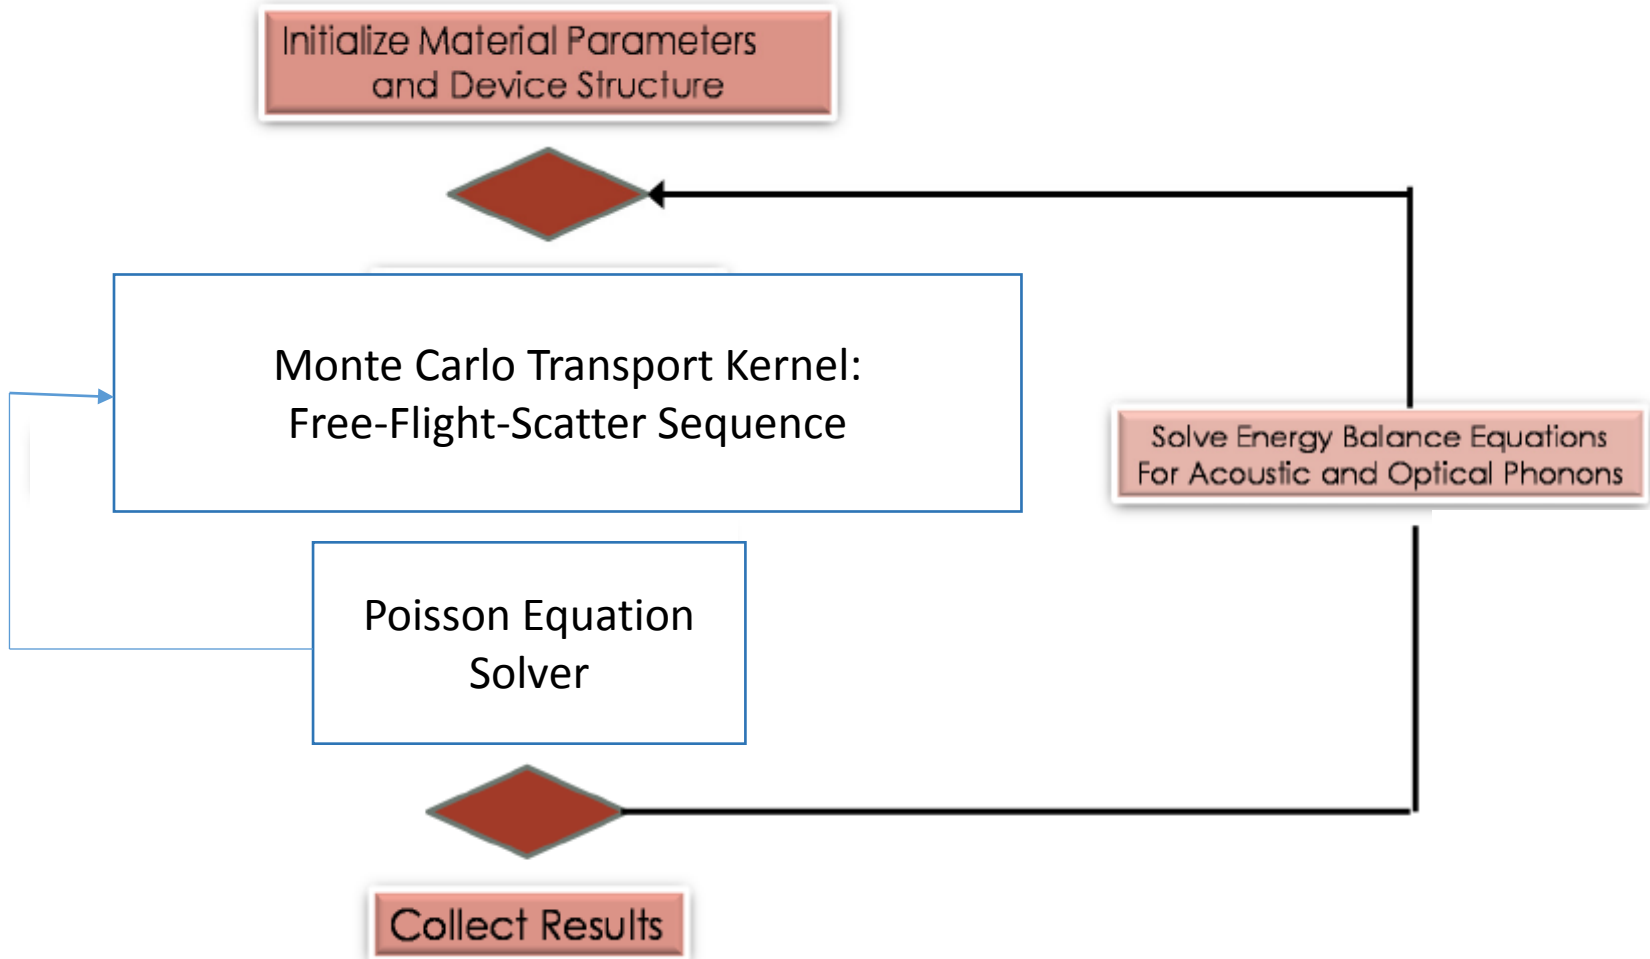 Initialize Material Parameters
and Device Structure
Monte Carlo Transport Kernel:
Free-Flight-Scatter Sequence
Solve Energy Balance Equations
For Acoustic and Optical Phonons
Poisson Equation
Solver
Collect Results